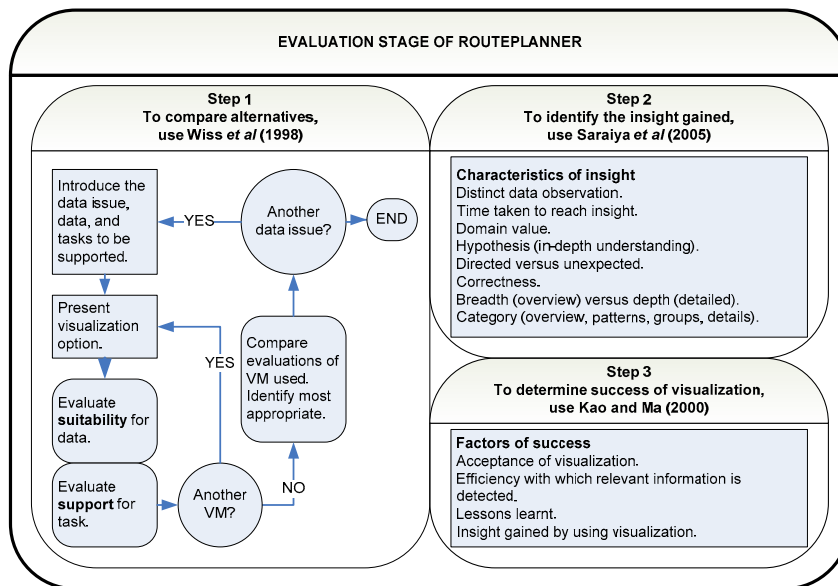 EVALUATION STAGE OF ROUTEPLANNER
Step 1
To compare alternatives,
use Wiss et al (1998)
Introduce the
data issue,
data, and
tasks to be
supported.
YES
Another
data issue?
END
Present
visualization
option.
YES
Compare
evaluations of
VM used.
Identify most
appropriate.
Evaluate
suitability for
data.
Evaluate
support for
task.
Another
VM?
NO
Step 2
To identify the insight gained,
use Saraiya et al (2005)
Characteristics of insight
Distinct data observation.
Time taken to reach insight.
Domain value.
Hypothesis (in-depth understanding).
Directed versus unexpected.
Correctness.
Breadth (overview) versus depth (detailed).
Category (overview, patterns, groups, details).
Step 3
To determine success of visualization,
use Kao and Ma (2000)
Factors of success
Acceptance of visualization.
Efficiency with which relevant information is
detected.
Lessons learnt.
Insight gained by using visualization.